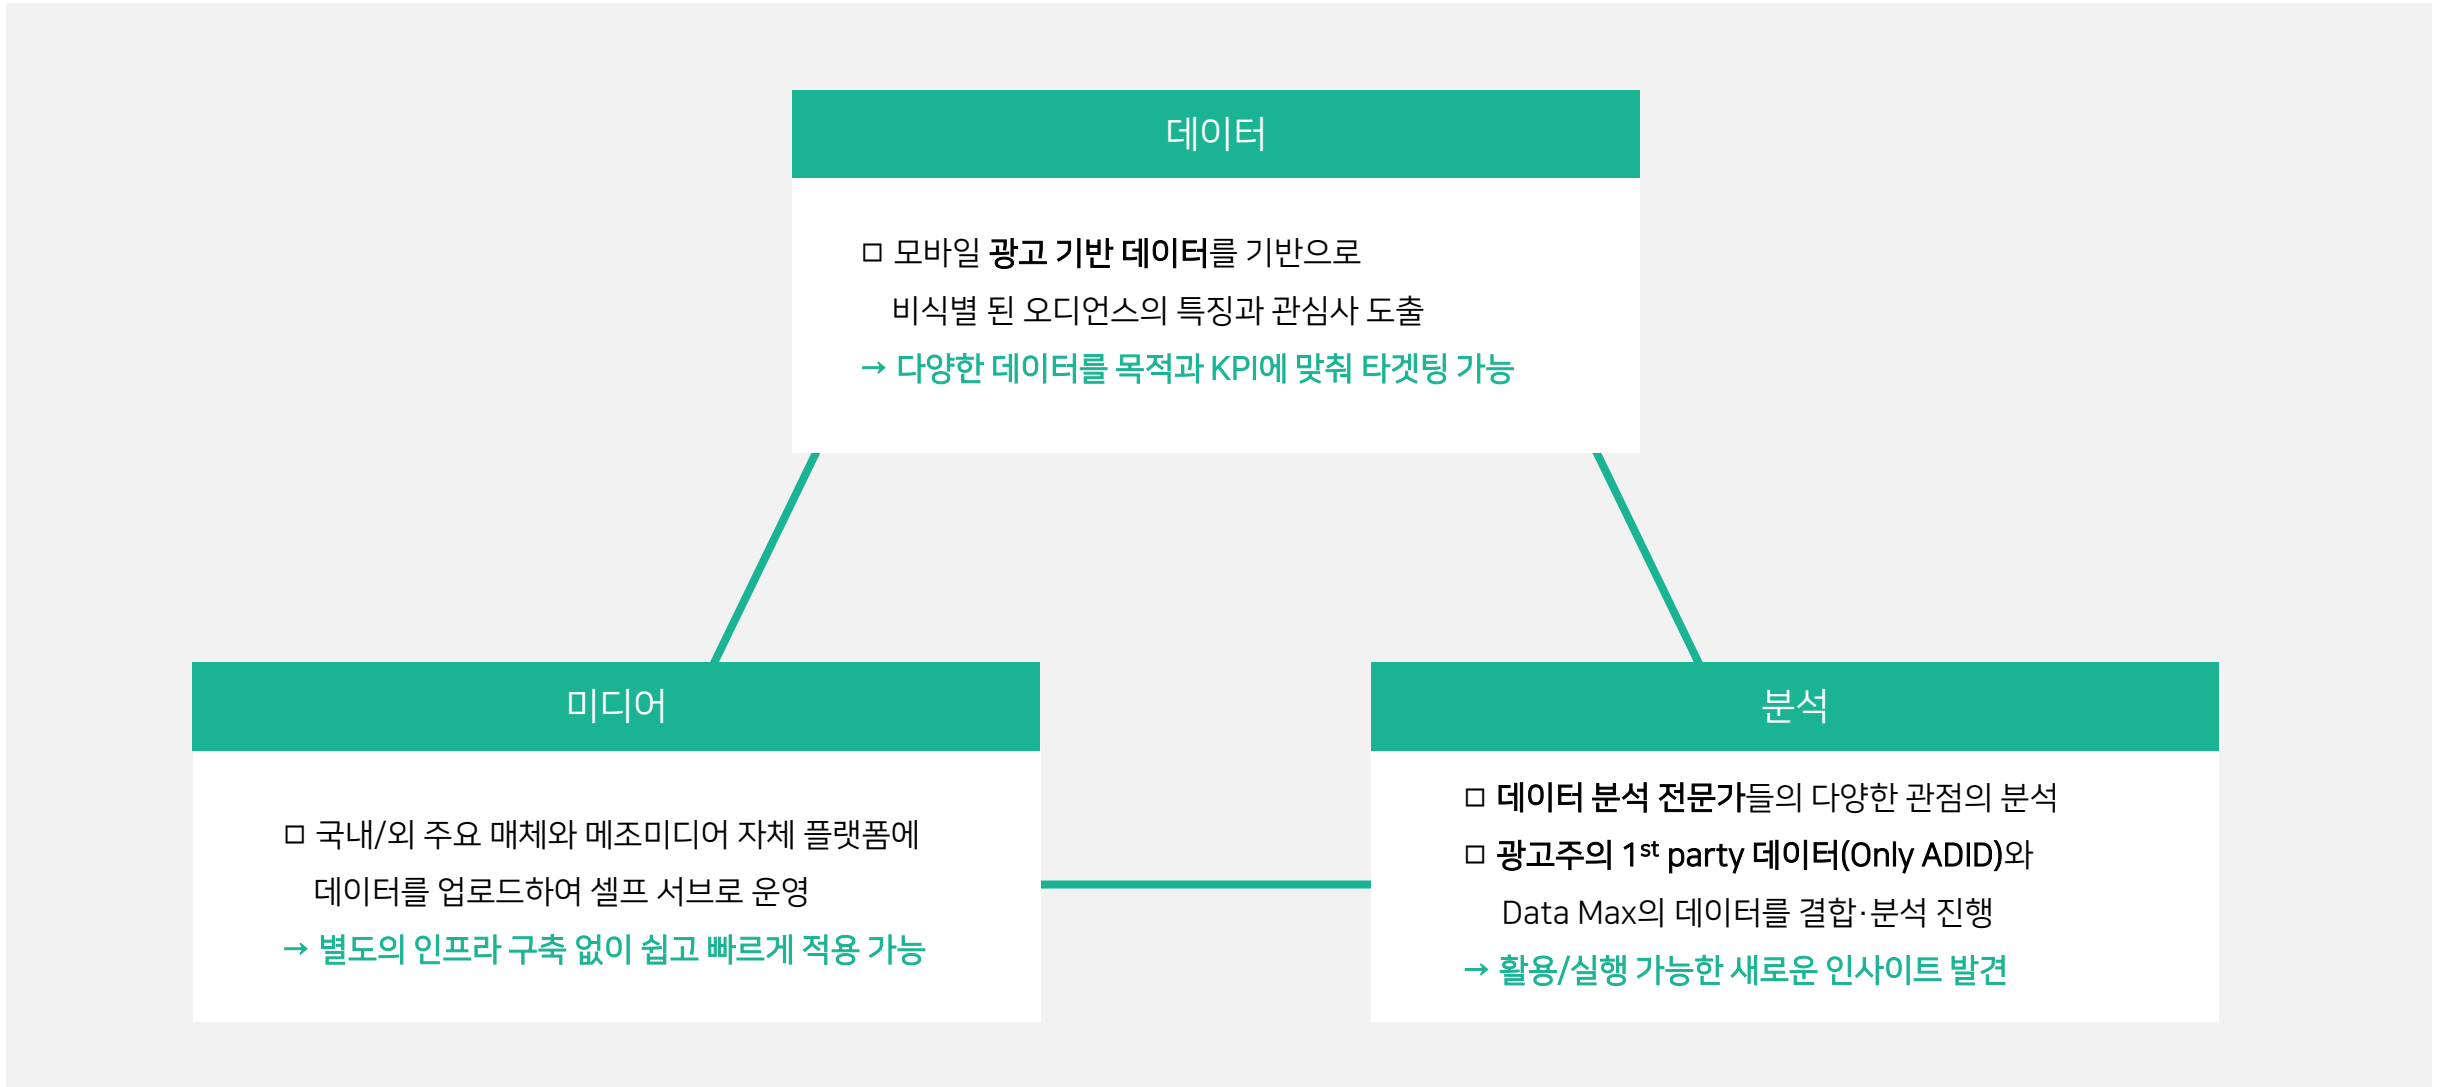 데이터
□ 모바일 광고 기반 데이터를 기반으로
비식별 된 오디언스의 특징과 관심사 도출
→ 다양한 데이터를 목적과 KPI에 맞춰 타겟팅 가능
미디어
□ 국내/외 주요 매체와 메조미디어 자체 플랫폼에
데이터를 업로드하여 셀프 서브로 운영
→ 별도의 인프라 구축 없이 쉽고 빠르게 적용 가능
분석
□ 데이터 분석 전문가들의 다양한 관점의 분석
□ 광고주의 1st party 데이터(Only ADID)와
Data Max의 데이터를 결합·분석 진행
→ 활용/실행 가능한 새로운 인사이트 발견